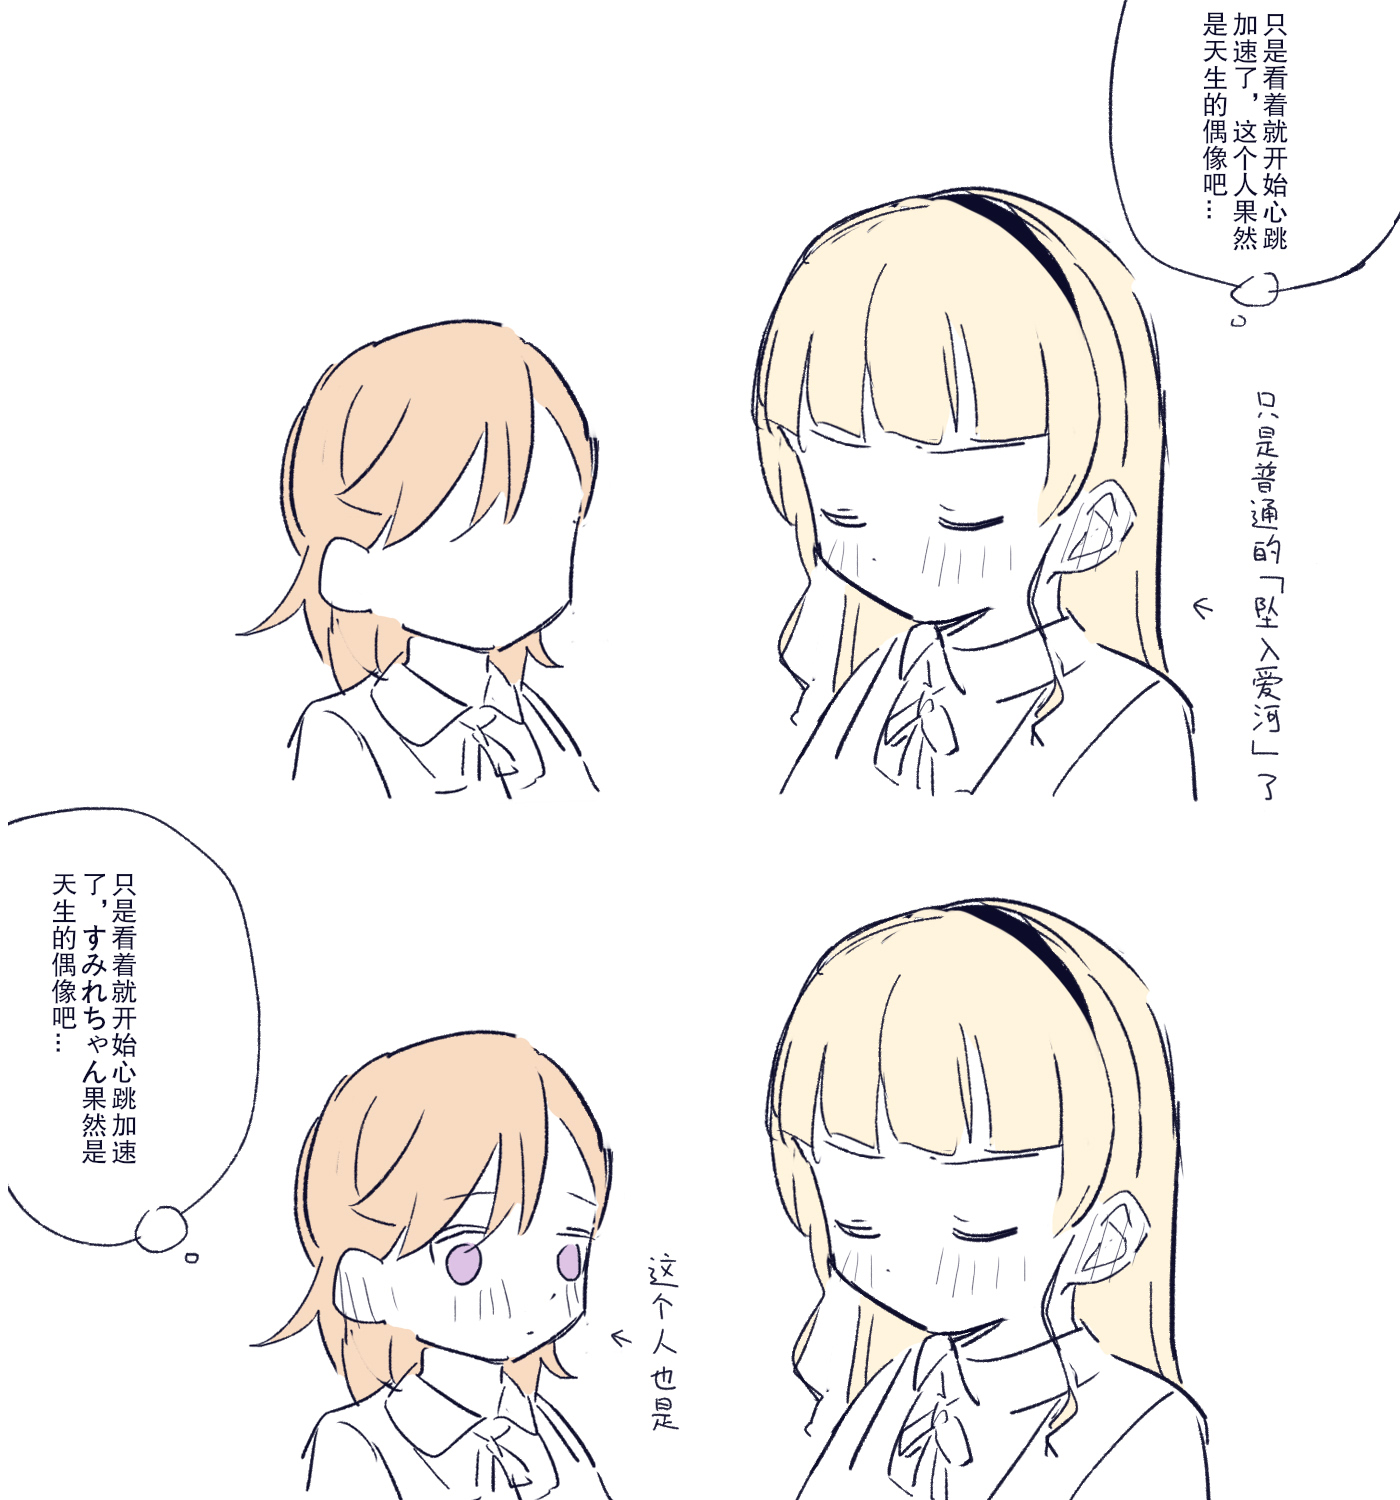 只是看着就开始心跳
加速了，这个人果然
是天生的偶像吧…
只是普通的「坠入爱河」了
只是看着就开始心跳加速
了，すみれちゃん果然是
天生的偶像吧…
这个人也是